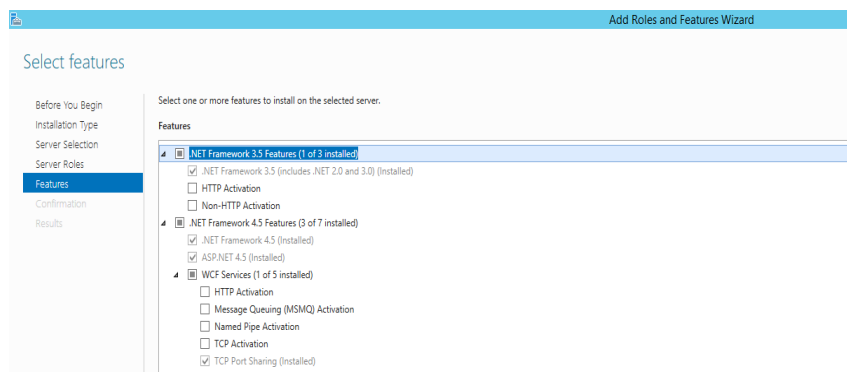 Add Roles and Features Wizard
Select features
Before You Begin
Installation Type
Server Selection
Server Roles
Features
Confirmation
Results
Select one or more features to install on the selected server.
Features
.NET Framework 3.5 Features (1 of 3 installed)
.NET Framework 3.5 (includes .NET 2.0 and 3.0) (Installed)
HTTP Activation
Non-HTTP Activation
.NET Framework 4.5 Features (3 of 7 installed)
.NET Framework 4.5 (Installed)
ASP.NET 4.5 (Installed)
WCF Services (1 of 5 installed)
HTTP Activation
Message Queuing (MSMQ) Activation
Named Pipe Activation
TCP Activation
TCP Port Sharing (Installed)